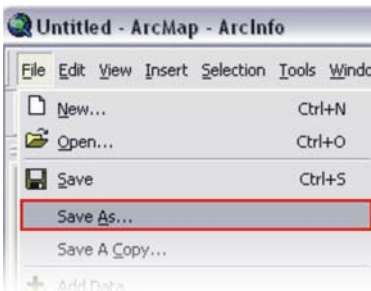 Untitled - ArcMap - ArcInfo
File Edit View Insert Selection Tools Windo
New... Ctrl+N
Open... Ctrl+O
Save Ctrl+S
Save As...
Save A Copy...
Add Data